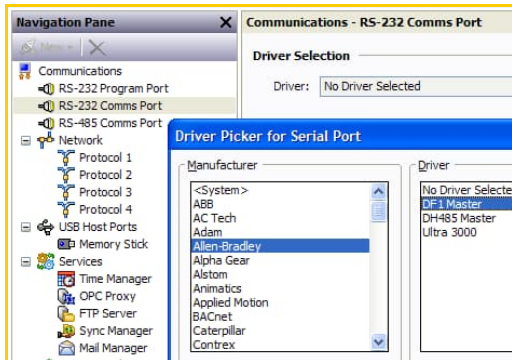 Navigation Pane
New
Communications
RS-232 Program Port
RS-232 Comms Port
RS-485 Comms Port
Network
Protocol 1
Protocol 2
Protocol 3
Protocol 4
USB Host Ports
Memory Stick
Services
Time Manager
OPC Proxy
FTP Server
Sync Manager
Mail Manager
Communications - RS-232 Comms Port
Driver Selection
Driver: No Driver Selected
Driver Picker for Serial Port
Manufacturer
<System>
ABB
AC Tech
Adam
Allen-Bradley
Alpha Gear
Alstom
Animatics
Applied Motion
BACnet
Caterpillar
Contrex
Driver
No Driver Selecte
DF1 Master
DH485 Master
Ultra 3000